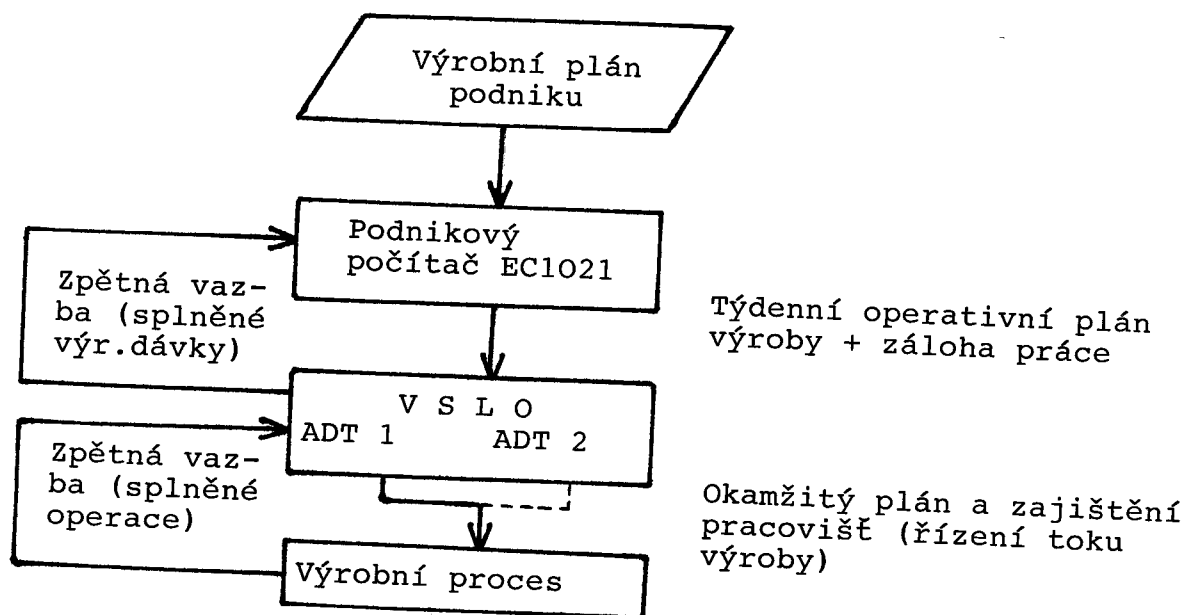 Výrobní plán
podniku
Podnikový
počítač EC1O21
Zpětná vaz-
ba (splněné
výr.dávky)
Týdenní operativní plán
výroby + záloha práce
V S L O
ADT 1 ADT 2
Zpětná vaz-
ba (splněné
operace)
Okamžitý plán a zajištění
pracovišť (řízení toku
výroby)
Výrobní proces